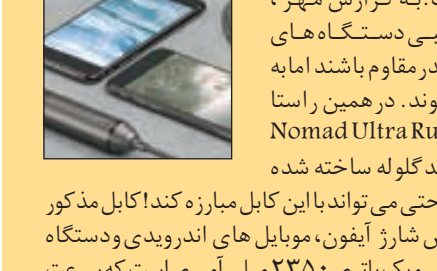 به گزارش مهر،
بی دستگاه‌های
در مقاوم باشند اما به
وند. در همین راستا
Nomad Ultra Ru
د گلوله ساخته شده
حتی می‌تواند با این کابل مبارزه کند! کابل مذکور
ش شارژ آیفون، موبایل های اندرویدی و دستگاه